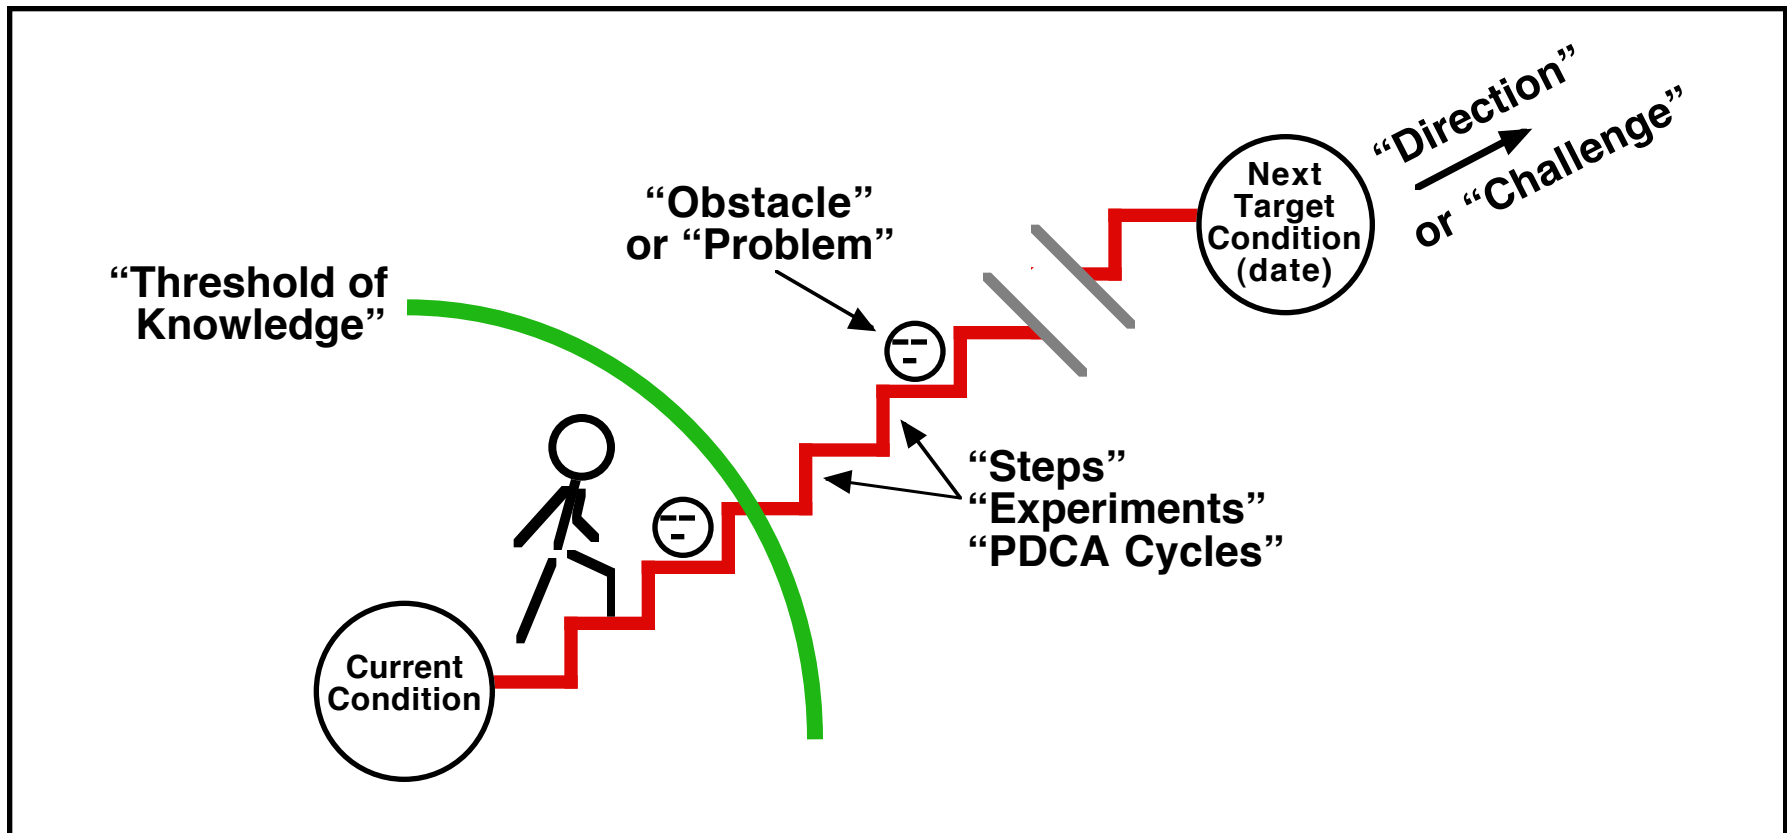 “Direction”
or “Challenge”
Next
Target
Condition
(date)
“Obstacle”
or “Problem”
“Threshold of
Knowledge”
“Steps”
“Experiments”
“PDCA Cycles”
Current
Condition